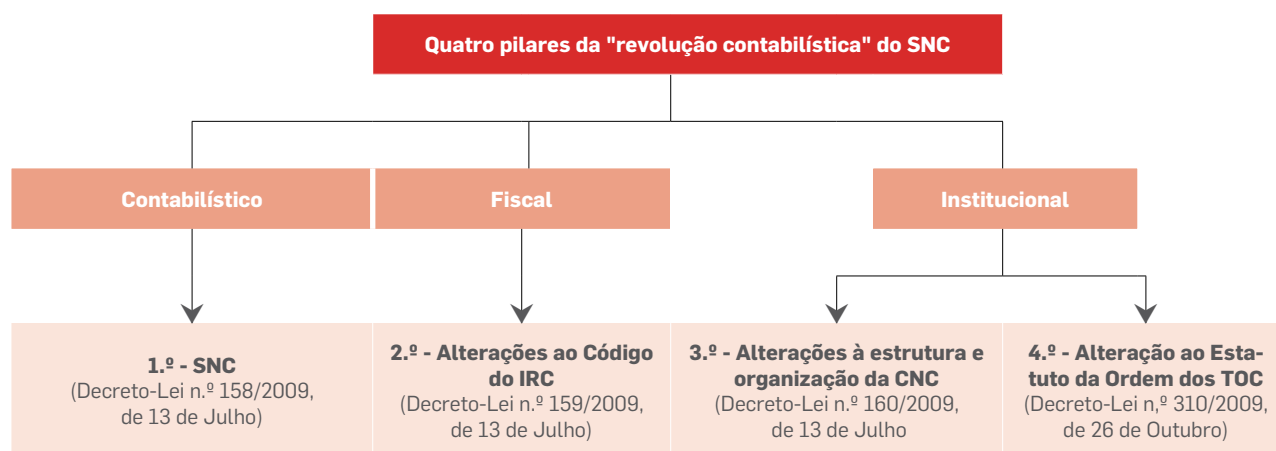 Quatro pilares da "revolução contabilística" do SNC
Contabilístico
Fiscal
Institucional
1.º - SNC
(Decreto-Lei n.º 158/2009,
de 13 de Julho)
2.º - Alterações ao Código
do IRC
(Decreto-Lei n.º 159/2009,
de 13 de Julho)
3.º - Alterações à estrutura e
organização da CNC
(Decreto-Lei n.º 160/2009,
de 13 de Julho
4.º - Alteração ao Esta-
tuto da Ordem dos TOC
(Decreto-Lei n,º 310/2009,
de 26 de Outubro)